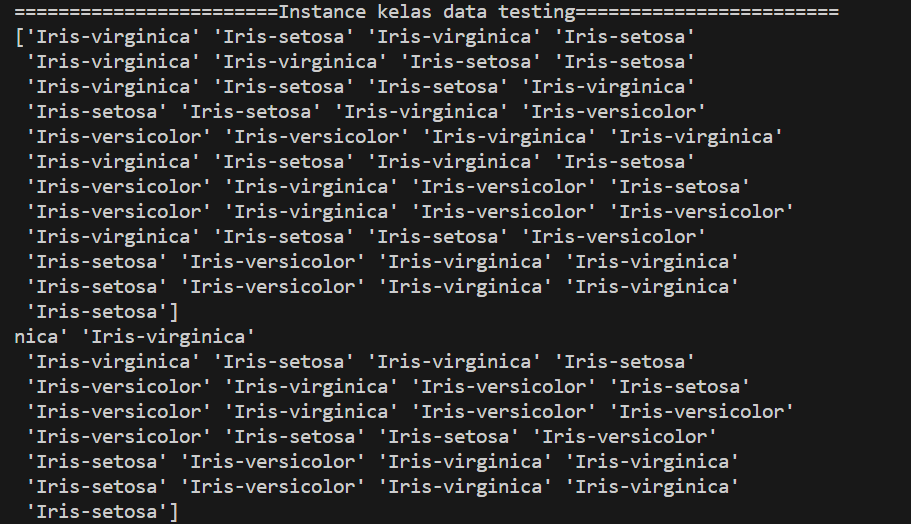 ========================Instance kelas data testing========================
['Iris-virginica' 'Iris-setosa' 'Iris-virginica' 'Iris-setosa'
 'Iris-virginica' 'Iris-virginica' 'Iris-setosa' 'Iris-setosa'
 'Iris-virginica' 'Iris-setosa' 'Iris-setosa' 'Iris-virginica'
 'Iris-setosa' 'Iris-setosa' 'Iris-virginica' 'Iris-versicolor'
 'Iris-versicolor' 'Iris-versicolor' 'Iris-virginica' 'Iris-virginica'
 'Iris-virginica' 'Iris-setosa' 'Iris-virginica' 'Iris-setosa'
 'Iris-versicolor' 'Iris-virginica' 'Iris-versicolor' 'Iris-setosa'
 'Iris-versicolor' 'Iris-virginica' 'Iris-versicolor' 'Iris-versicolor'
 'Iris-virginica' 'Iris-setosa' 'Iris-setosa' 'Iris-versicolor'
 'Iris-setosa' 'Iris-versicolor' 'Iris-virginica' 'Iris-virginica'
 'Iris-setosa' 'Iris-versicolor' 'Iris-virginica' 'Iris-virginica'
 'Iris-setosa']
nica' 'Iris-virginica'
 'Iris-virginica' 'Iris-setosa' 'Iris-virginica' 'Iris-setosa'
 'Iris-versicolor' 'Iris-virginica' 'Iris-versicolor' 'Iris-setosa'
 'Iris-versicolor' 'Iris-virginica' 'Iris-versicolor' 'Iris-versicolor'
 'Iris-versicolor' 'Iris-setosa' 'Iris-setosa' 'Iris-versicolor'
 'Iris-setosa' 'Iris-versicolor' 'Iris-virginica' 'Iris-virginica'
 'Iris-setosa' 'Iris-versicolor' 'Iris-virginica' 'Iris-virginica'
 'Iris-setosa']